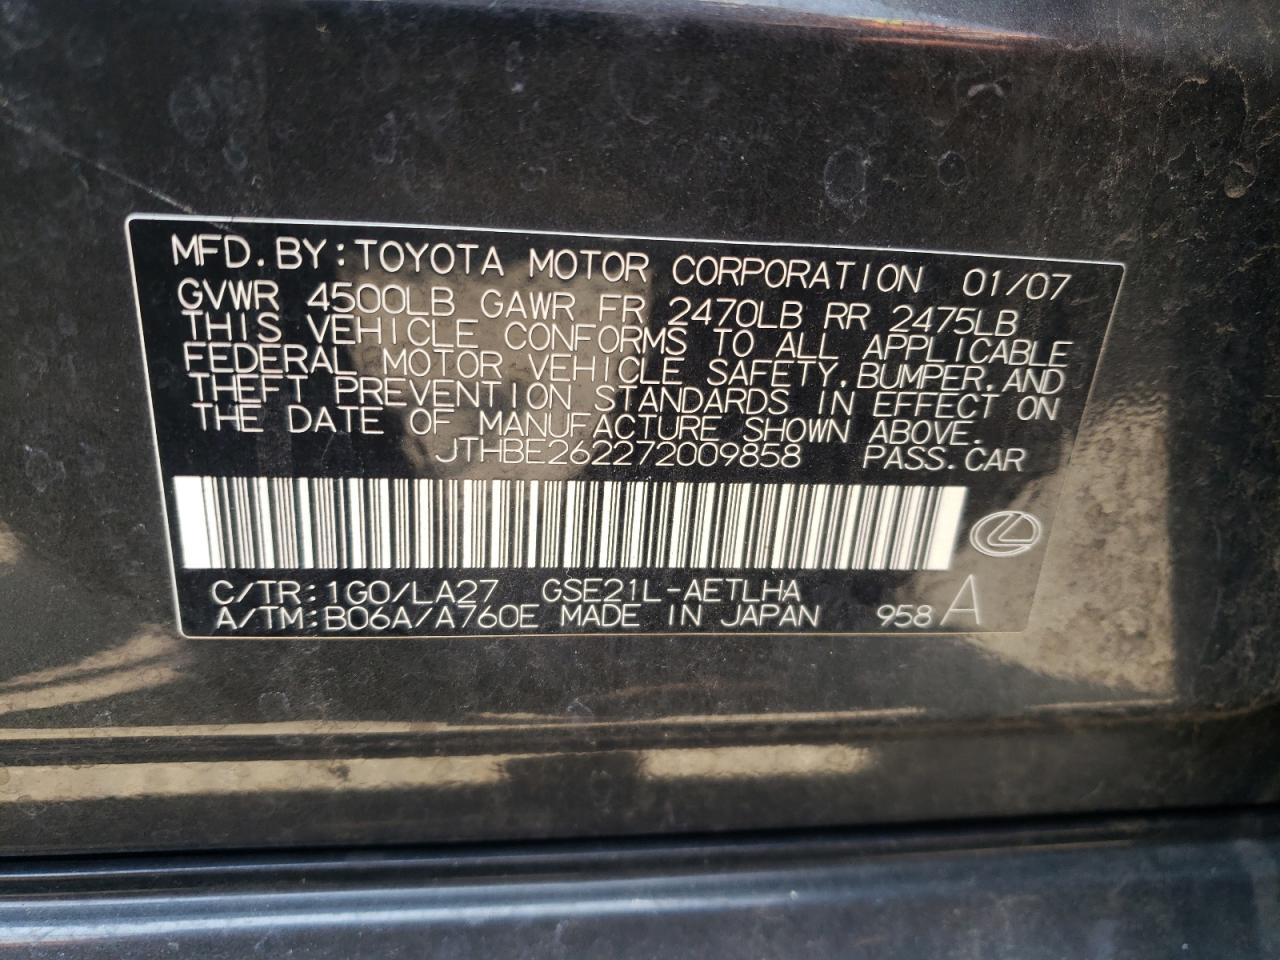 MFD. BY: TOYOTA MOTOR CORPORATION 01/07
GVWR 4500LB GAWR FR 2470LB RR 2475LB
THIS VEHICLE CONFORMS TO ALL APPLICABLE
FEDERAL MOTOR VEHICLE SAFETY, BUMPER, AND
THEFT PREVENTION STANDARDS IN EFFECT ON
THE DATE OF MANUFACTURE SHOWN ABOVE.
JTHBE262272009858 PASS. CAR
C/TR: 1G0/LA27 GSE21L-AETLHA
A/TM: B06A/A760E MADE IN JAPAN 958 A